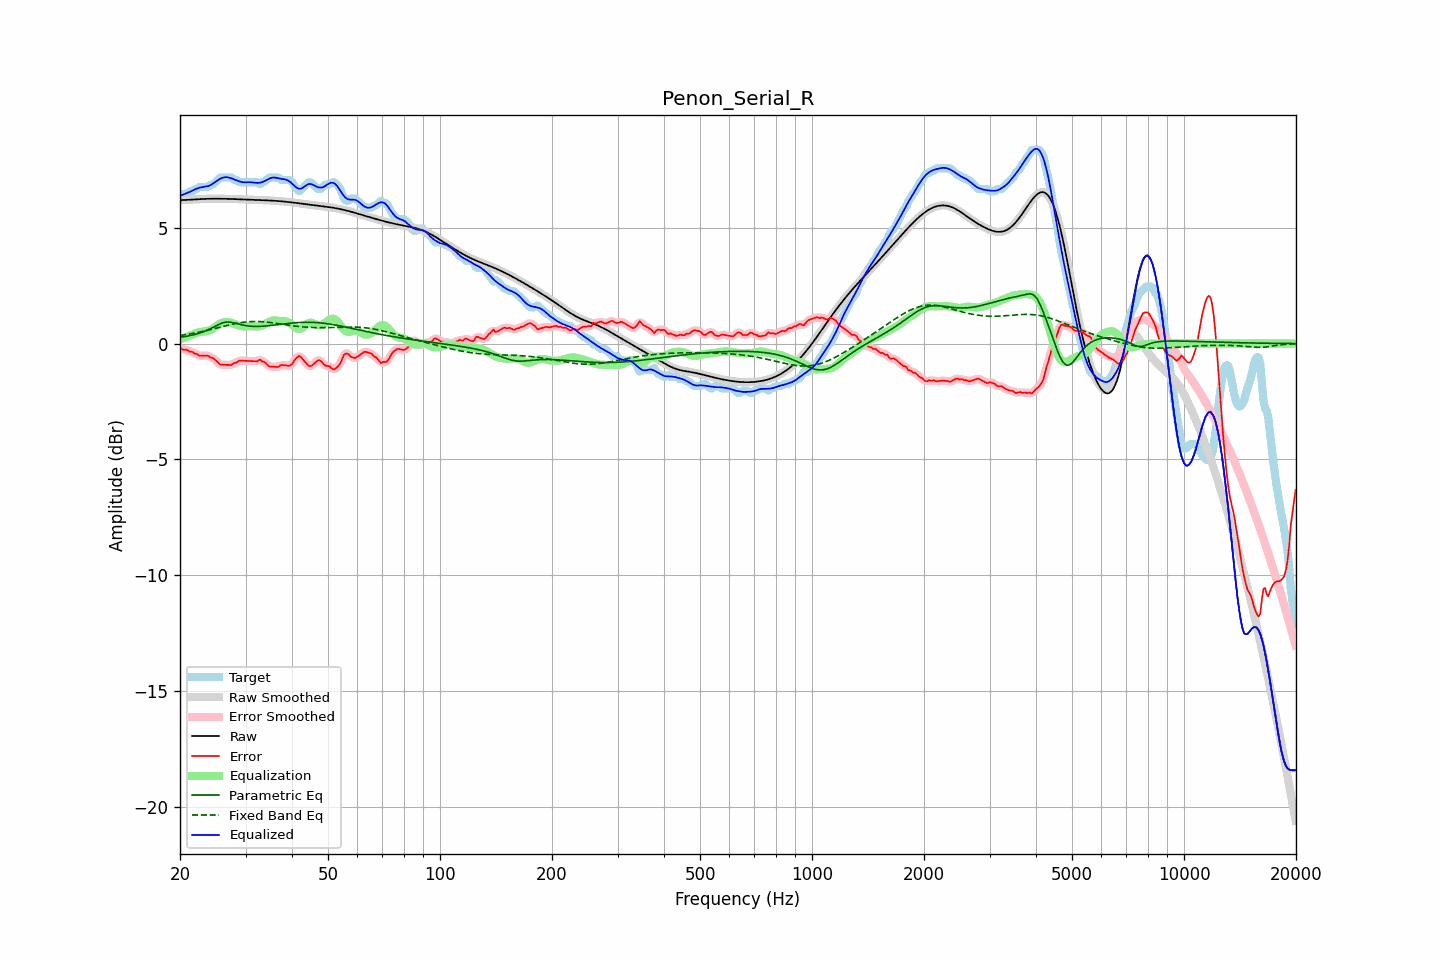 Penon_Serial_R
Amplitude (dBr)
5
0
−5
−10
−15
−20
Target
Raw Smoothed
Error Smoothed
Raw
Error
Equalization
Parametric Eq
Fixed Band Eq
Equalized
20 50 100 200 500 1000 2000 5000 10000 20000
Frequency (Hz)